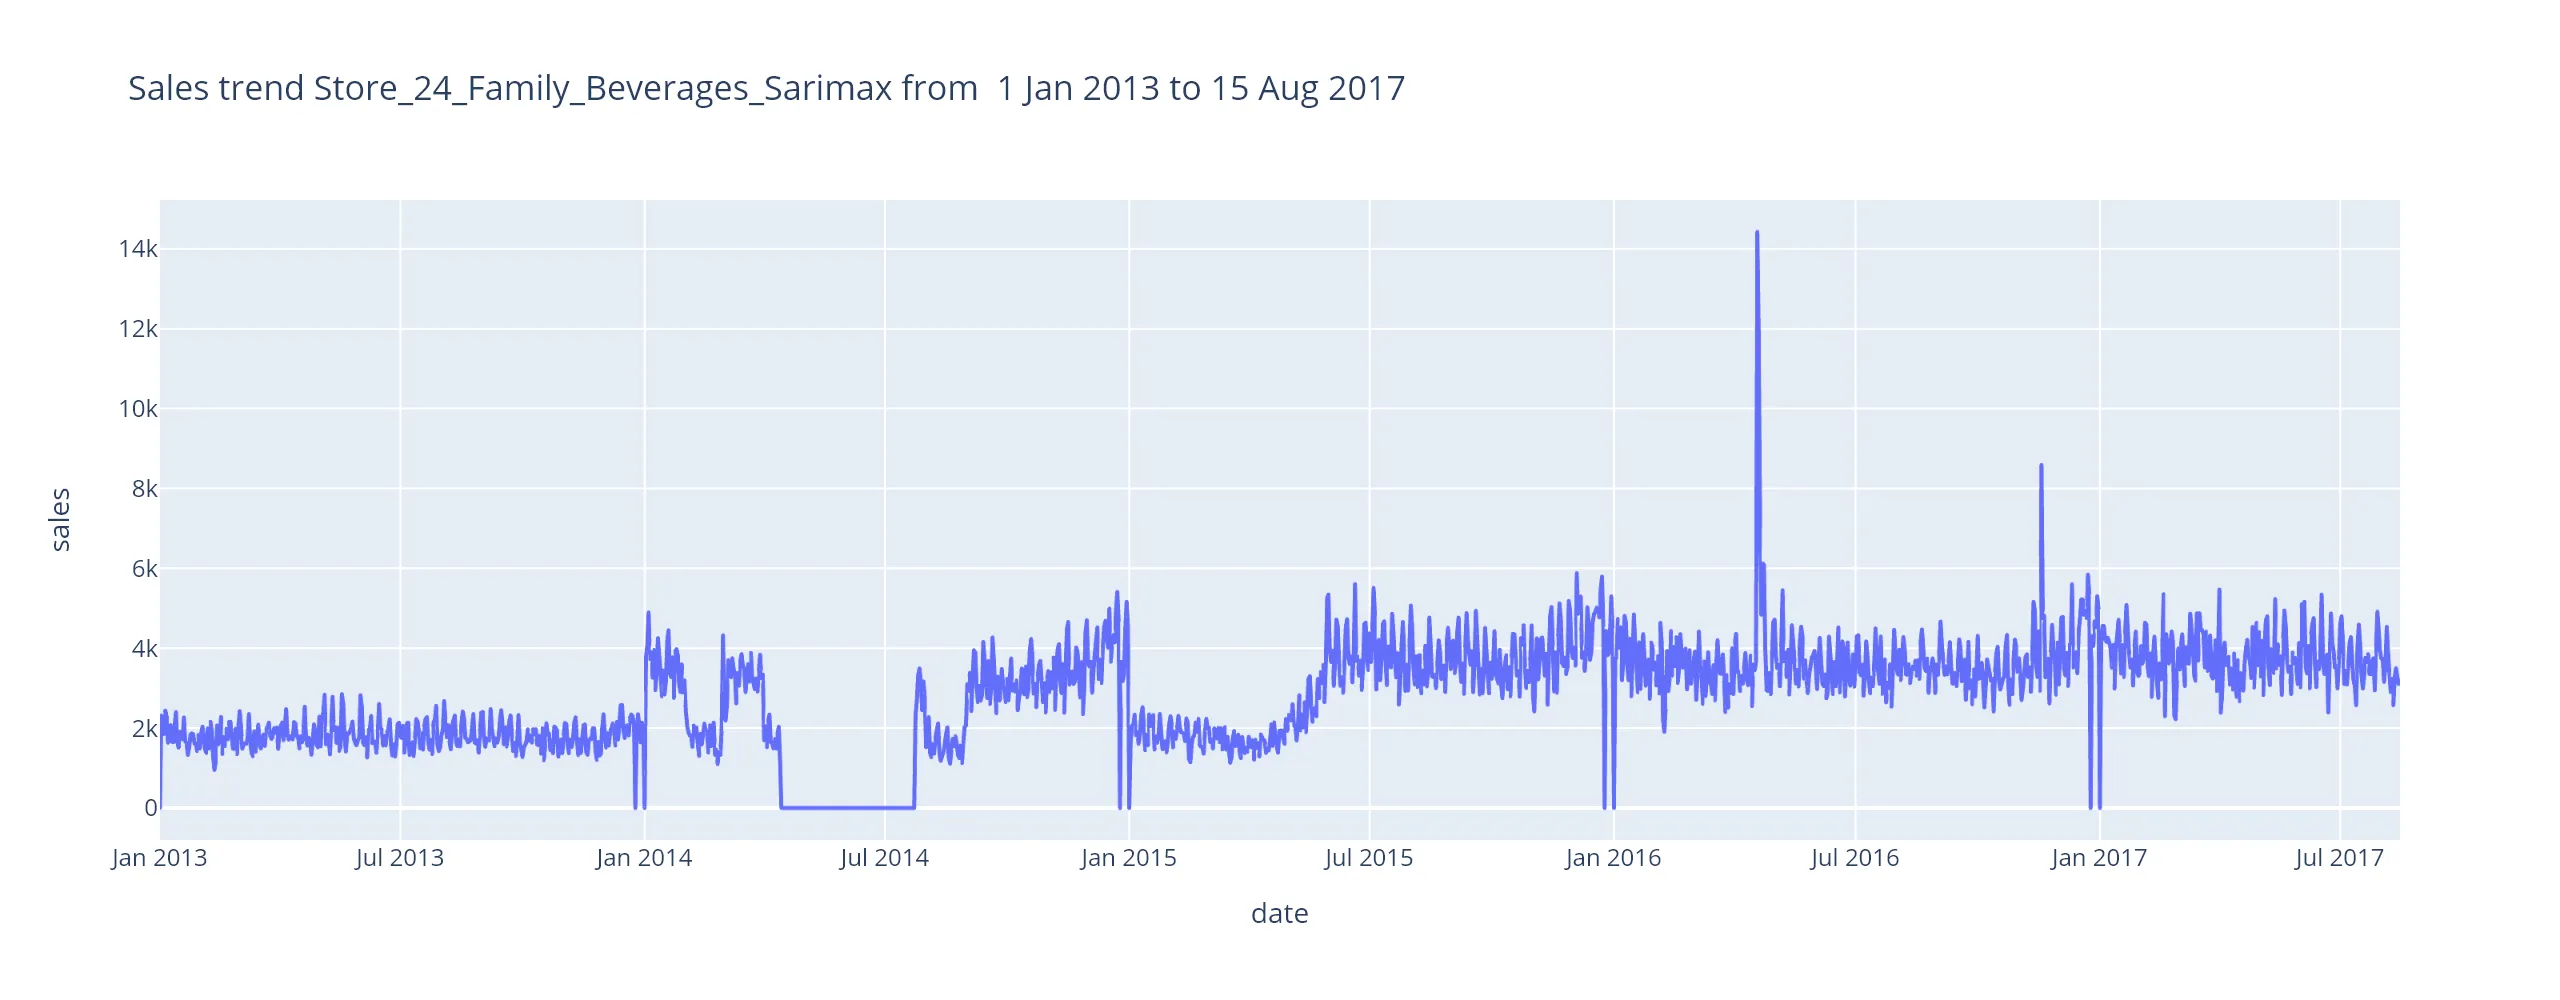 Sales trend Store_24_Family_Beverages_Sarimax from  1 Jan 2013 to 15 Aug 2017
14k
12k
10k
8k
6k
4k
2k
0
sales
Jan 2013 Jul 2013 Jan 2014 Jul 2014 Jan 2015 Jul 2015 Jan 2016 Jul 2016 Jan 2017 Jul 2017
date